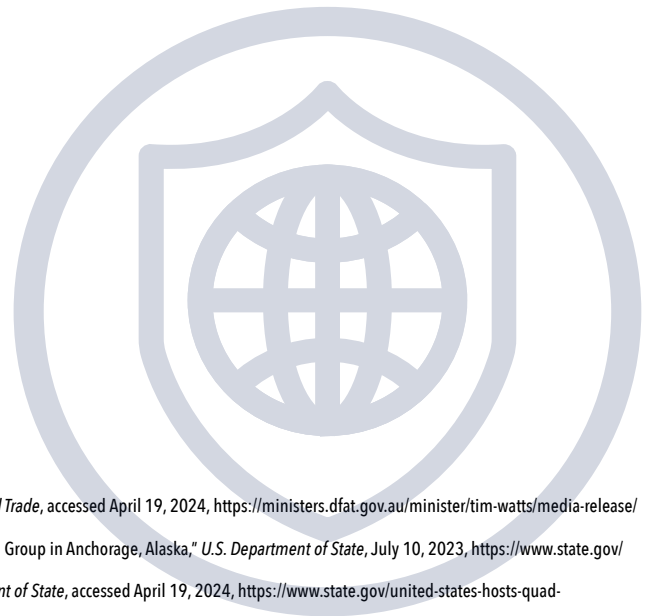 Trade, accessed April 19, 2024, https://ministers.dfat.gov.au/minister/tim-watts/media-release/
Group in Anchorage, Alaska,” U.S. Department of State, July 10, 2023, https://www.state.gov/
of State, accessed April 19, 2024, https://www.state.gov/united-states-hosts-quad-